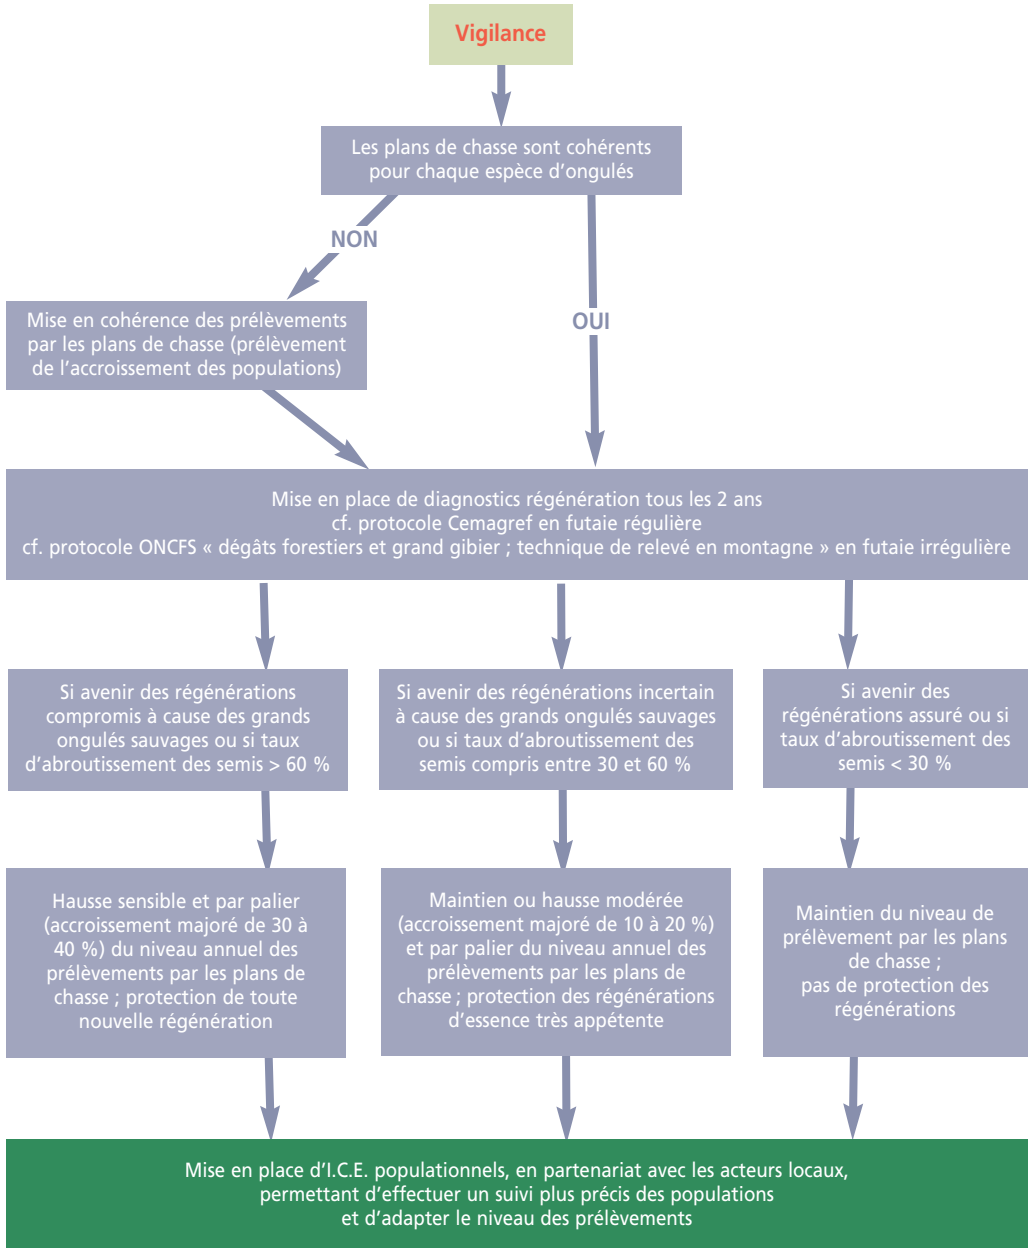 Vigilance
Les plans de chasse sont cohérents
pour chaque espèce d'ongulés
NON
OUI
Mise en cohérence des prélèvements
par les plans de chasse (prélèvement
de l'accroissement des populations)
Mise en place de diagnostics régénération tous les 2 ans
cf. protocole Cemagref en futaie régulière
cf. protocole ONCFS « dégâts forestiers et grand gibier ; technique de relevé en montagne » en futaie irrégulière
Si avenir des régénérations
compromis à cause des grands
ongulés sauvages ou si taux
d'abroutissement des semis > 60 %
Si avenir des régénérations incertain
à cause des grands ongulés sauvages
ou si taux d'abroutissement des
semis compris entre 30 et 60 %
Si avenir des
régénérations assuré ou si
taux d'abroutissement des
semis < 30 %
Hausse sensible et par palier
(accroissement majoré de 30 à
40 %) du niveau annuel des
prélèvements par les plans de
chasse ; protection de toute
nouvelle régénération
Maintien ou hausse modérée
(accroissement majoré de 10 à 20 %)
et par palier du niveau annuel des
prélèvements par les plans de
chasse ; protection des régénérations
d'essence très appétente
Maintien du niveau de
prélèvement par les plans
de chasse ;
pas de protection des
régénérations
Mise en place d'I.C.E. populationnels, en partenariat avec les acteurs locaux,
permettant d'effectuer un suivi plus précis des populations
et d'adapter le niveau des prélèvements